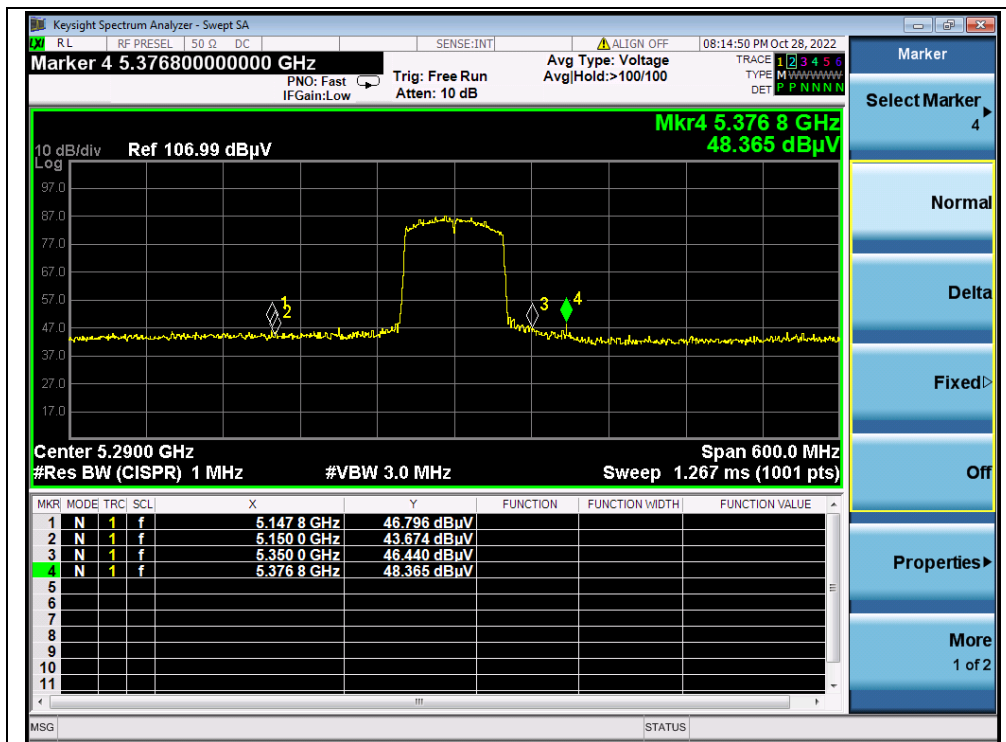 Keysight Spectrum Analyzer - Swept SA
LXI RL RF PRESEL 50 Ω DC SENSE:INT ALIGN OFF 08:14:50 PM Oct 28, 2022
Marker 4 5.376800000000 GHz
PNO: Fast
IFGain:Low
Trig: Free Run
Atten: 10 dB
Avg Type: Voltage
Avg|Hold:>100/100
TRACE 1 2 3 4 5 6
TYPE M W W W W W
DET P P N N N N
Mkr4 5.376 8 GHz
48.365 dBµV
10 dB/div Ref 106.99 dBµV
Log
97.0
87.0
77.0
67.0
57.0
47.0
37.0
27.0
17.0
1
2
3
4
Center 5.2900 GHz Span 600.0 MHz
#Res BW (CISPR) 1 MHz #VBW 3.0 MHz Sweep 1.267 ms (1001 pts)
MKR MODE TRC SCL X Y FUNCTION FUNCTION WIDTH FUNCTION VALUE
1 N 1 f 5.147 8 GHz 46.796 dBµV
2 N 1 f 5.150 0 GHz 43.674 dBµV
3 N 1 f 5.350 0 GHz 46.440 dBµV
4 N 1 f 5.376 8 GHz 48.365 dBµV
5
6
7
8
9
10
11
MSG STATUS
Marker
Select Marker
4
Normal
Delta
Fixed
Off
Properties
More
1 of 2